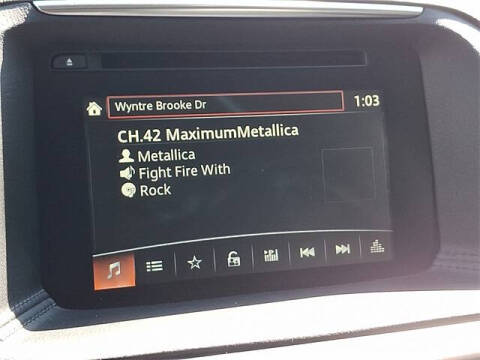 Wyntre Brooke Dr
1:03
CH.42 MaximumMetallica
Metallica
Fight Fire With
Rock